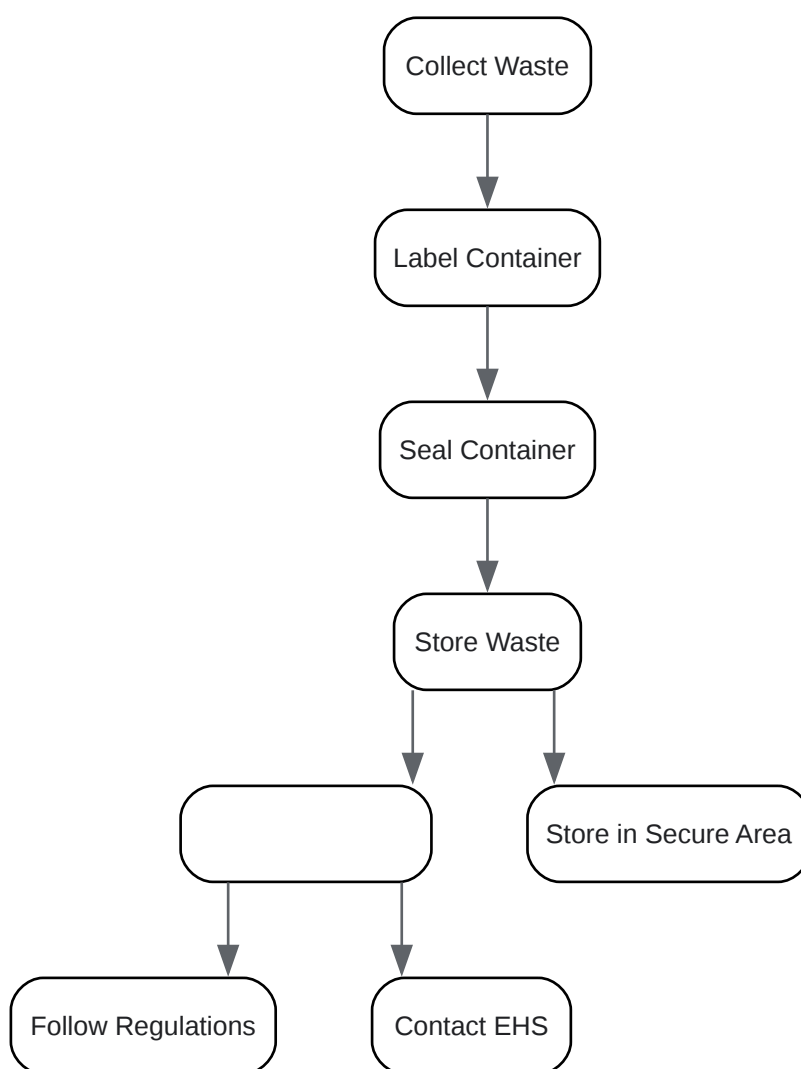 Collect Waste
Label Container
Seal Container
Store Waste
Store in Secure Area
Follow Regulations
Contact EHS